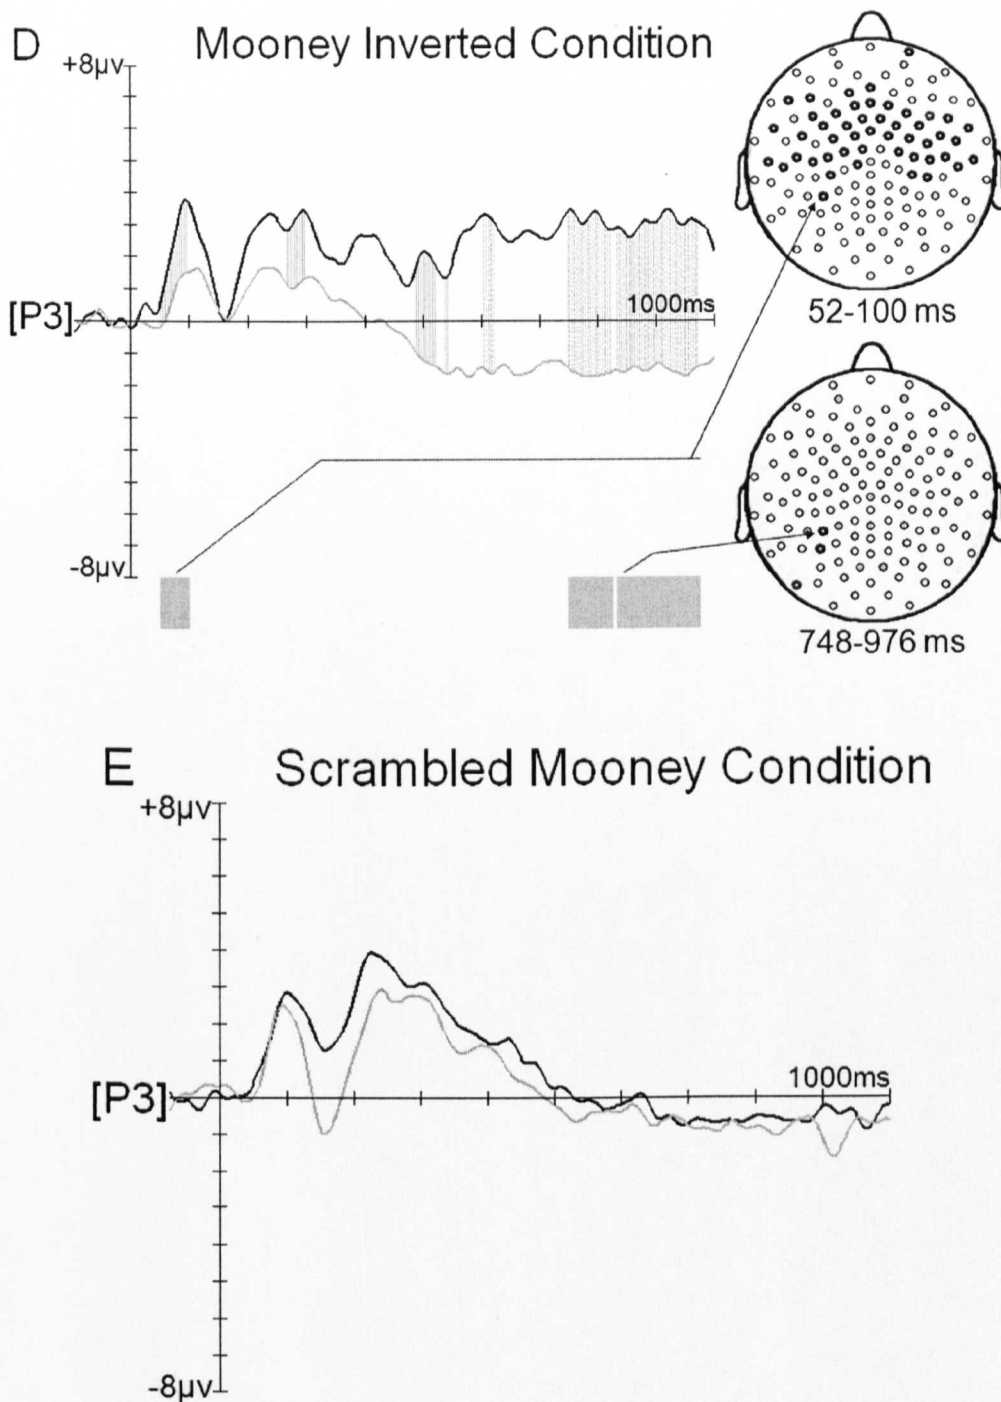 D Mooney Inverted Condition
+8µv
1000ms
[P3]
52-100 ms
-8µv
748-976 ms
E Scrambled Mooney Condition
+8µv
1000ms
[P3]
-8µv